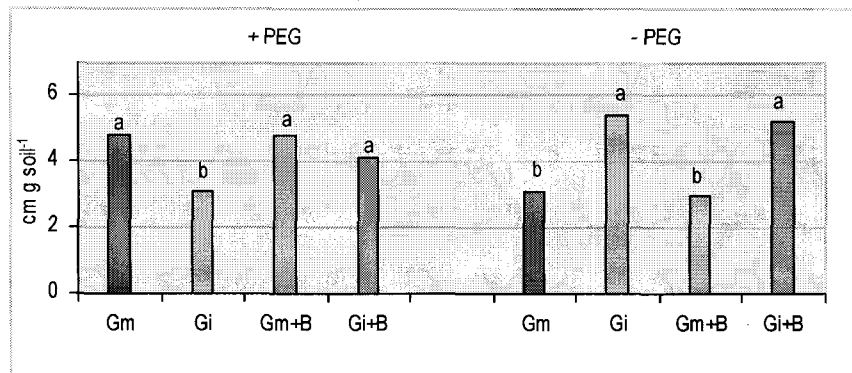 + PEG - PEG
6
4
2
0
cm g soil⁻¹
a b a a b a b a
Gm Gi Gm+B Gi+B Gm Gi Gm+B Gi+B